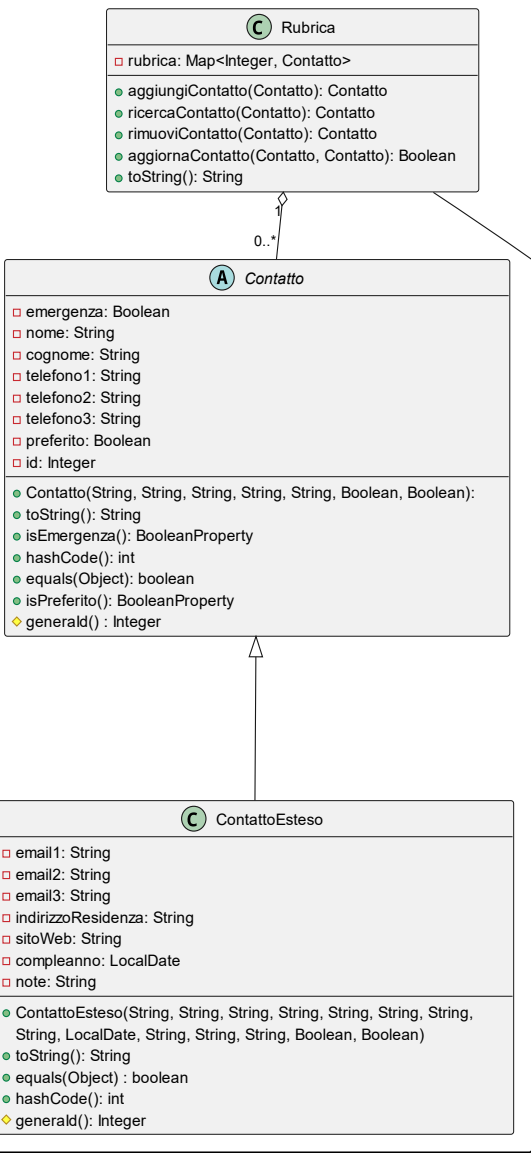 C Rubrica
rubrica: Map<Integer, Contatto>
aggiungiContatto(Contatto): Contatto
ricercaContatto(Contatto): Contatto
rimuoviContatto(Contatto): Contatto
aggiornaContatto(Contatto, Contatto): Boolean
toString(): String
1
0..*
A Contatto
emergenza: Boolean
nome: String
cognome: String
telefono1: String
telefono2: String
telefono3: String
preferito: Boolean
id: Integer
Contatto(String, String, String, String, String, Boolean, Boolean):
toString(): String
isEmergenza(): BooleanProperty
hashCode(): int
equals(Object): boolean
isPreferito(): BooleanProperty
generaId() : Integer
C ContattoEsteso
email1: String
email2: String
email3: String
indirizzoResidenza: String
sitoWeb: String
compleanno: LocalDate
note: String
ContattoEsteso(String, String, String, String, String, String, String,
String, LocalDate, String, String, String, Boolean, Boolean)
toString(): String
equals(Object) : boolean
hashCode(): int
generaId(): Integer